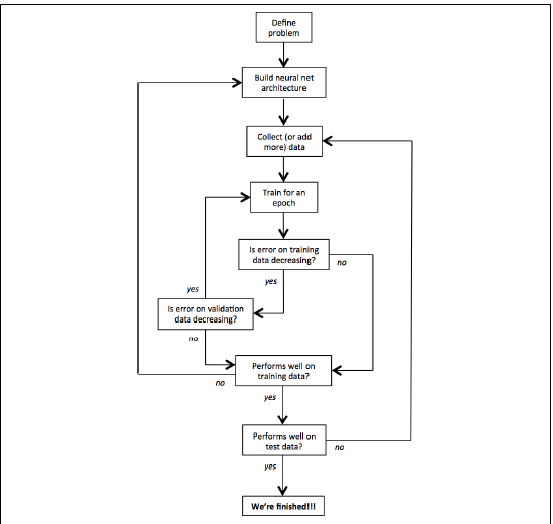 Define
problem
Build neural net
architecture
Collect (or add
more) data
Train for an
epoch
Is error on training
data decreasing?
no
yes
yes
Is error on validation
data decreasing?
no
Performs well on
training data?
no
yes
Performs well on
test data?
no
yes
We're finished!!!!